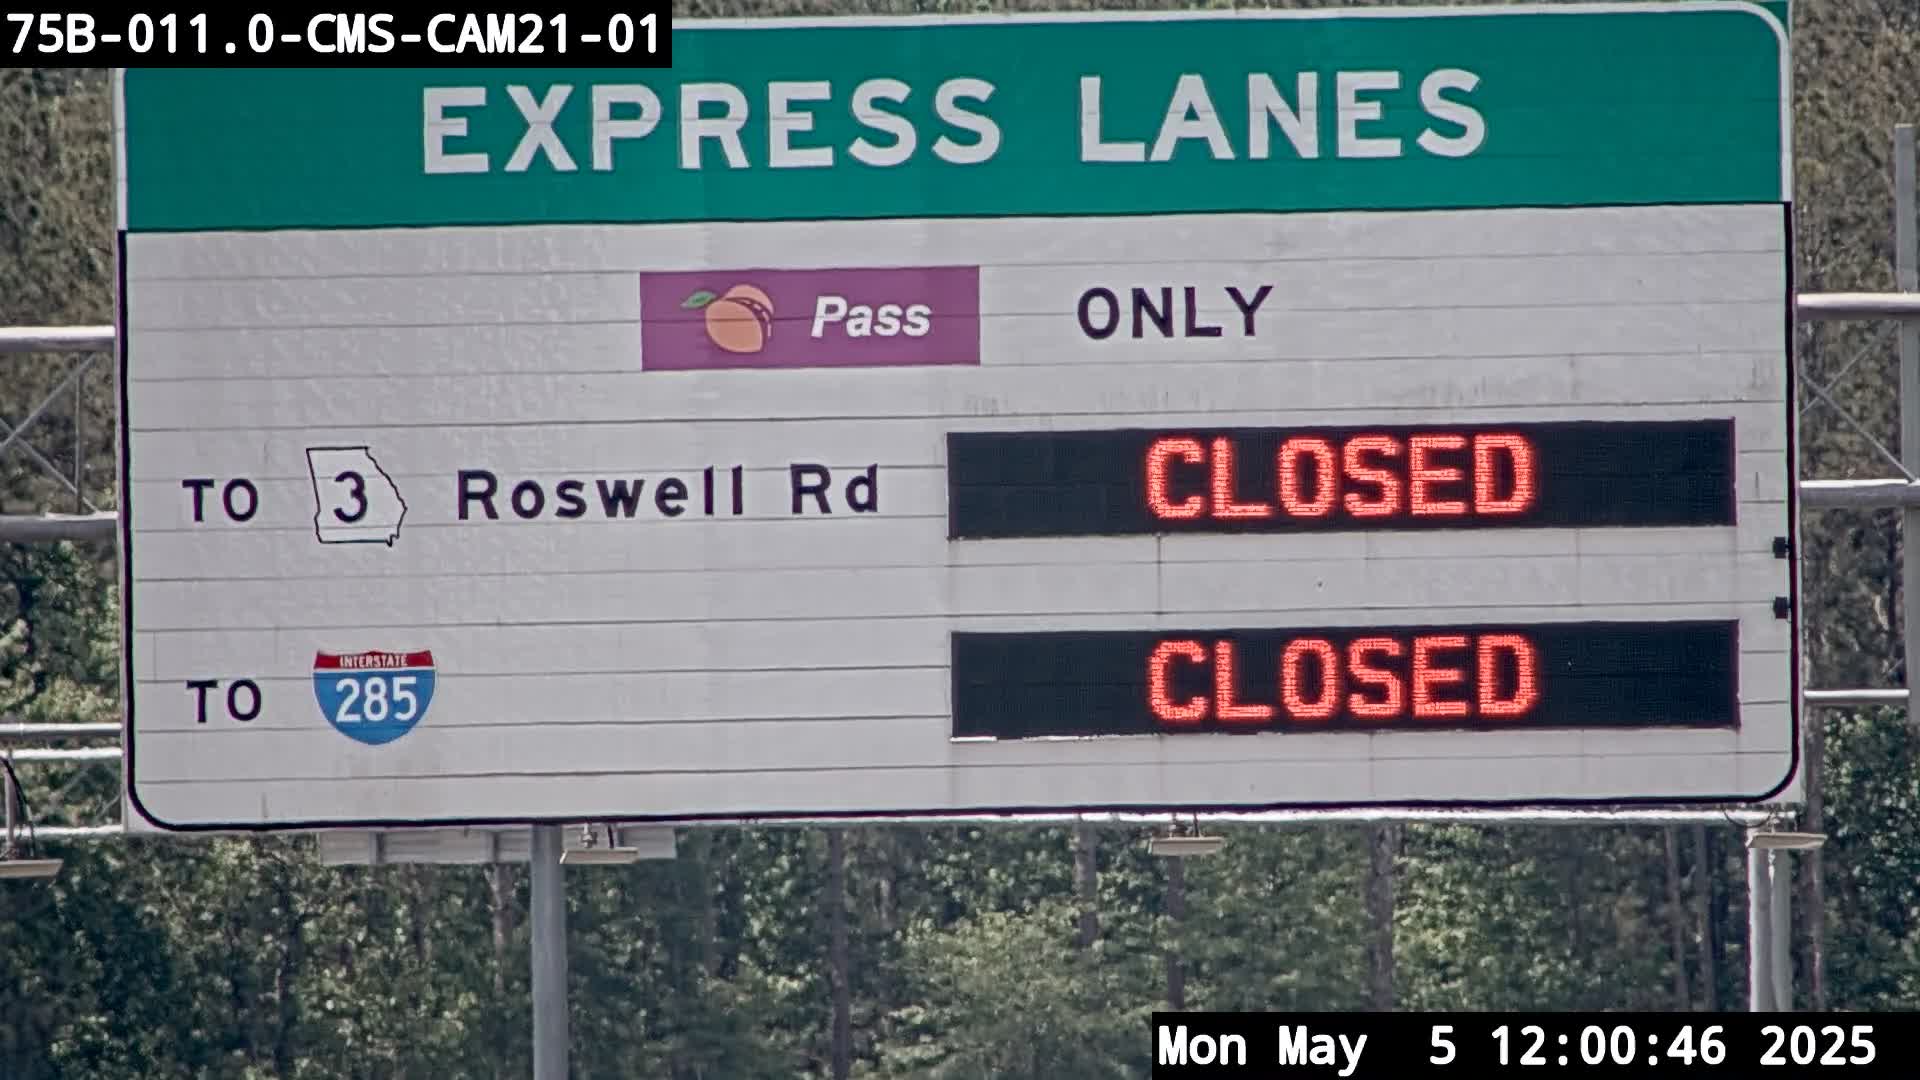 75B-011.0-CMS-CAM21-01
EXPRESS LANES
Pass ONLY
TO 3 Roswell Rd CLOSED
INTERSTATE
TO 285 CLOSED
Mon May 5 12:00:46 2025